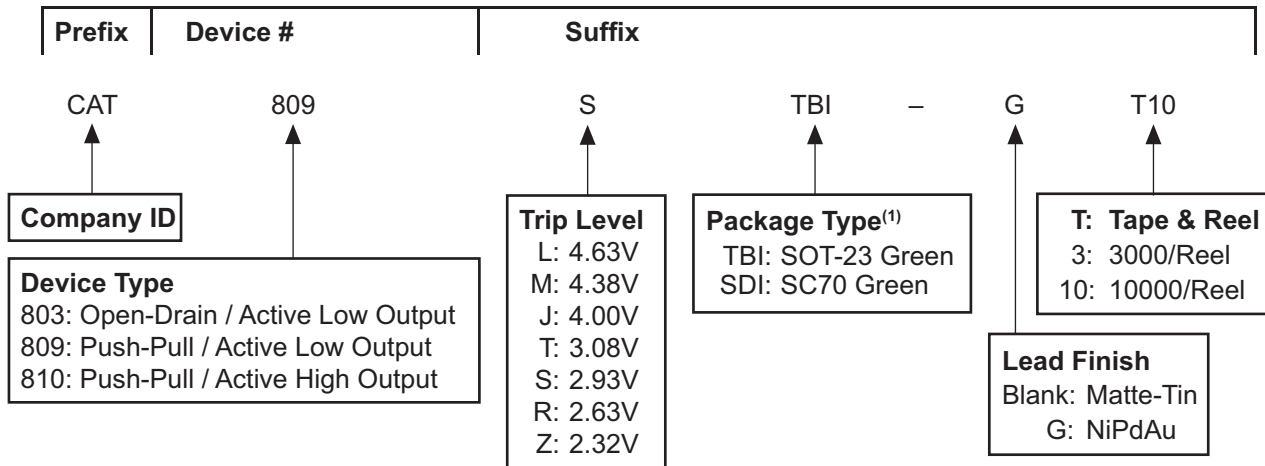 Prefix Device # Suffix
CAT 809 S TBI – G T10
Company ID
Device Type
803: Open-Drain / Active Low Output
809: Push-Pull / Active Low Output
810: Push-Pull / Active High Output
Trip Level
L: 4.63V
M: 4.38V
J: 4.00V
T: 3.08V
S: 2.93V
R: 2.63V
Z: 2.32V
Package Type(1)
TBI: SOT-23 Green
SDI: SC70 Green
T: Tape & Reel
3: 3000/Reel
10: 10000/Reel
Lead Finish
Blank: Matte-Tin
G: NiPdAu